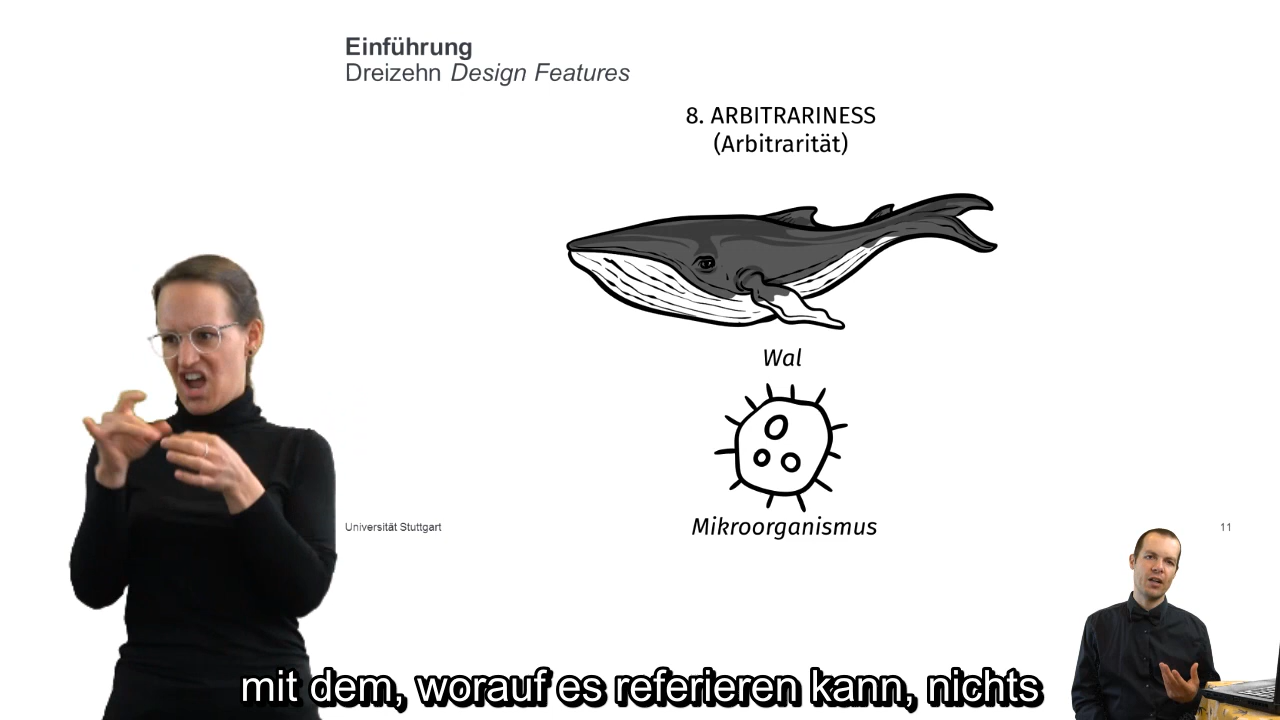 Einführung
Dreizehn Design Features
8. ARBITRARINESS
(Arbitrarität)
Wal
Mikroorganismus
Universität Stuttgart
11
mit dem, worauf es referieren kann, nichts